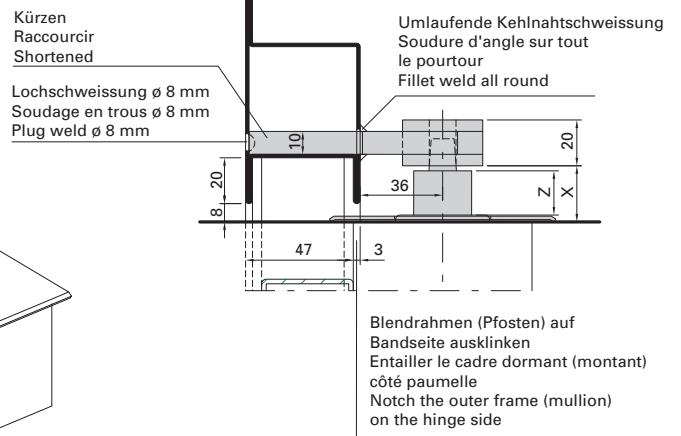 Kürzen
Raccourcir
Shortened
Lochschweissung ø 8 mm
Soudage en trous ø 8 mm
Plug weld ø 8 mm
Umlaufende Kehlnahtschweissung
Soudure d'angle sur tout
le pourtour
Fillet weld all round
10
20
20
8
36
Z
X
47
3
Blendrahmen (Pfosten) auf
Bandseite ausklinken
Entailler le cadre dormant (montant)
côté paumelle
Notch the outer frame (mullion)
on the hinge side